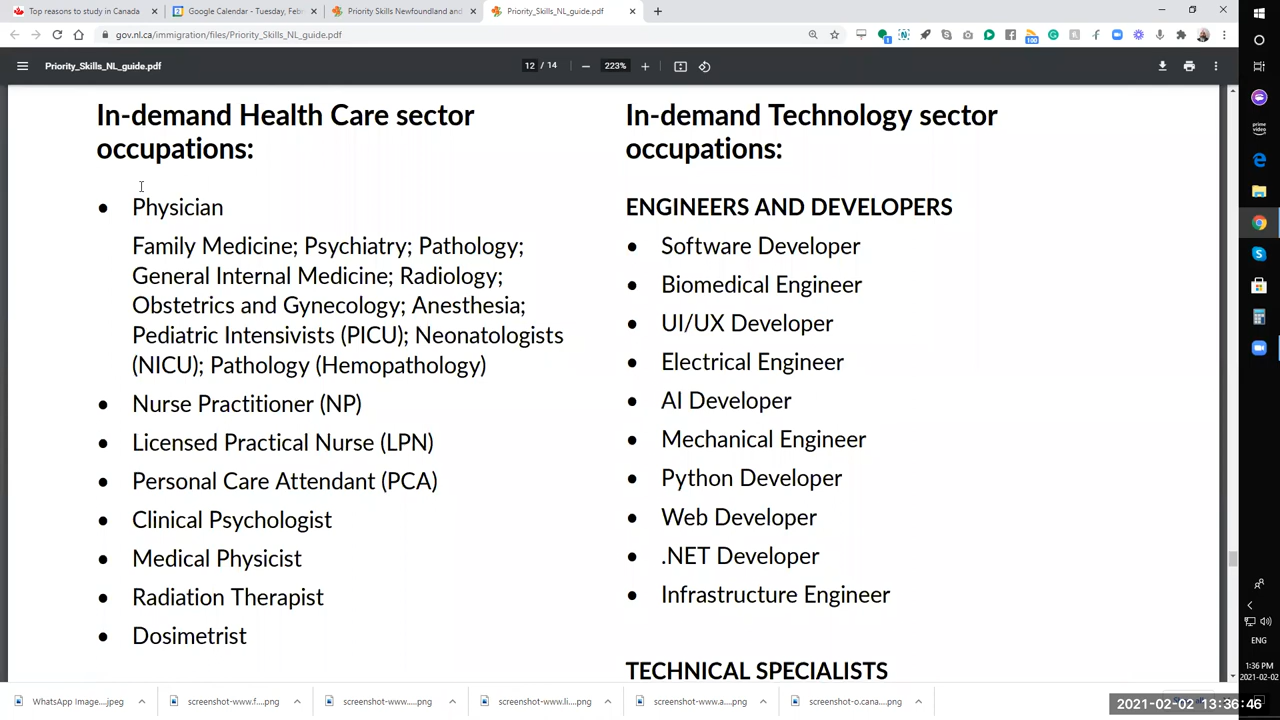 Top reasons to study in Canada
Google Calendar - Tuesday, Febr
Priority Skills Newfoundland and
Priority_Skills_NL_guide.pdf
gov.nl.ca/immigration/files/Priority_Skills_NL_guide.pdf
Priority_Skills_NL_guide.pdf
12 / 14
223%
In-demand Health Care sector
occupations:
Physician
Family Medicine; Psychiatry; Pathology;
General Internal Medicine; Radiology;
Obstetrics and Gynecology; Anesthesia;
Pediatric Intensivists (PICU); Neonatologists
(NICU); Pathology (Hemopathology)
Nurse Practitioner (NP)
Licensed Practical Nurse (LPN)
Personal Care Attendant (PCA)
Clinical Psychologist
Medical Physicist
Radiation Therapist
Dosimetrist
In-demand Technology sector
occupations:
ENGINEERS AND DEVELOPERS
Software Developer
Biomedical Engineer
UI/UX Developer
Electrical Engineer
AI Developer
Mechanical Engineer
Python Developer
Web Developer
.NET Developer
Infrastructure Engineer
TECHNICAL SPECIALISTS
prime video
ENG
1:36 PM
2021-02-02
WhatsApp Image....jpeg
screenshot-www.f....png
screenshot-www.....png
screenshot-www.li....png
screenshot-www.a....png
screenshot-o.cana....png
2021-02-02 13:36:46